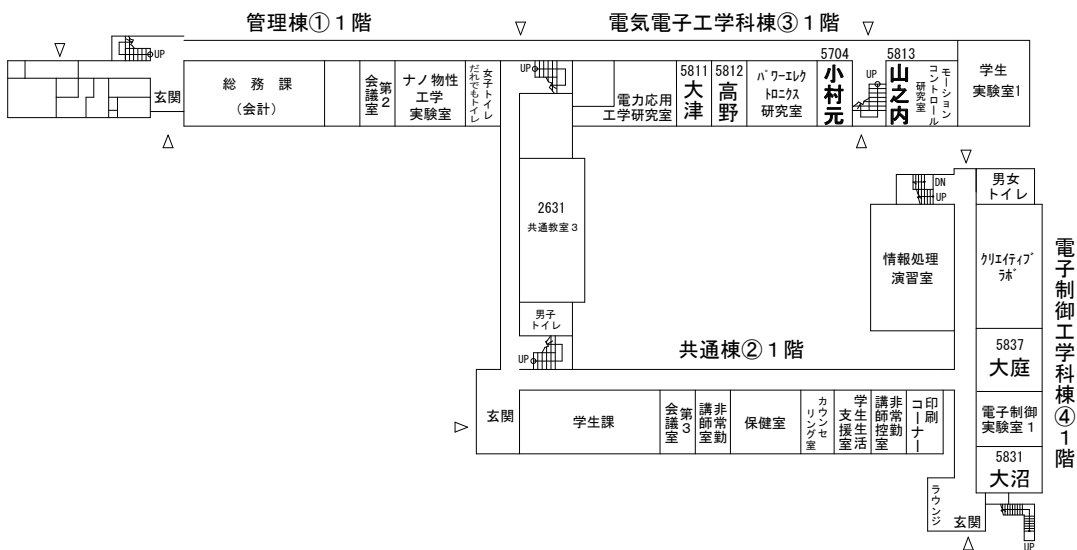 管理棟① 1階
電気電子工学科棟③ 1階
UP
玄関
総務課
(会計)
第2
会議室
ナノ物性
工学
実験室
女子トイレ
だれでもトイレ
UP
電力応用
工学研究室
5811
大津
5812
高野
パワーエレク
トロニクス
研究室
5704
小村元
UP
5813
山之内
モーション
コントロール
研究室
学生
実験室1
2631
共通教室3
男子
トイレ
UP
DN
UP
情報処理
演習室
男女
トイレ
クリエイティブ
ラボ
5837
大庭
電子制御
実験室1
5831
大沼
電子制御工学科棟④1階
共通棟② 1階
玄関
学生課
第3
会議室
非常勤
講師室
保健室
カウンセ
リング室
学生生活
支援室
非常勤
講師控室
印刷
コーナー
ラウンジ
玄関
UP